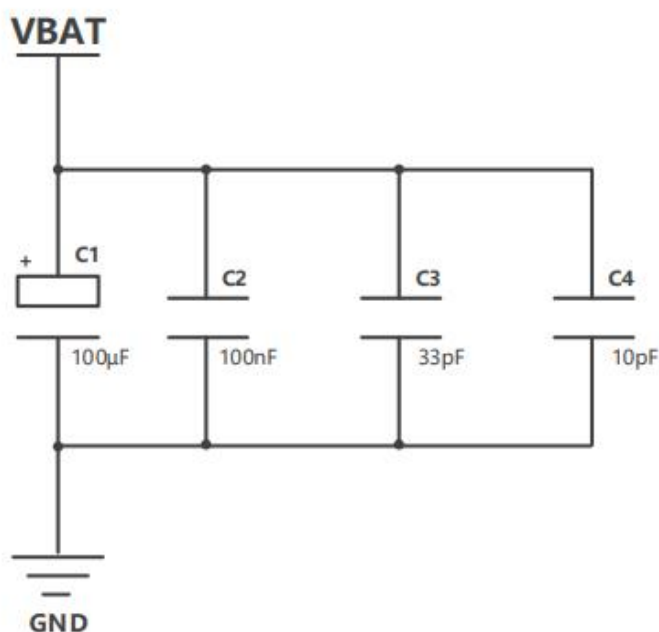 VBAT
+
C1
100μF
C2
100nF
C3
33pF
C4
10pF
GND